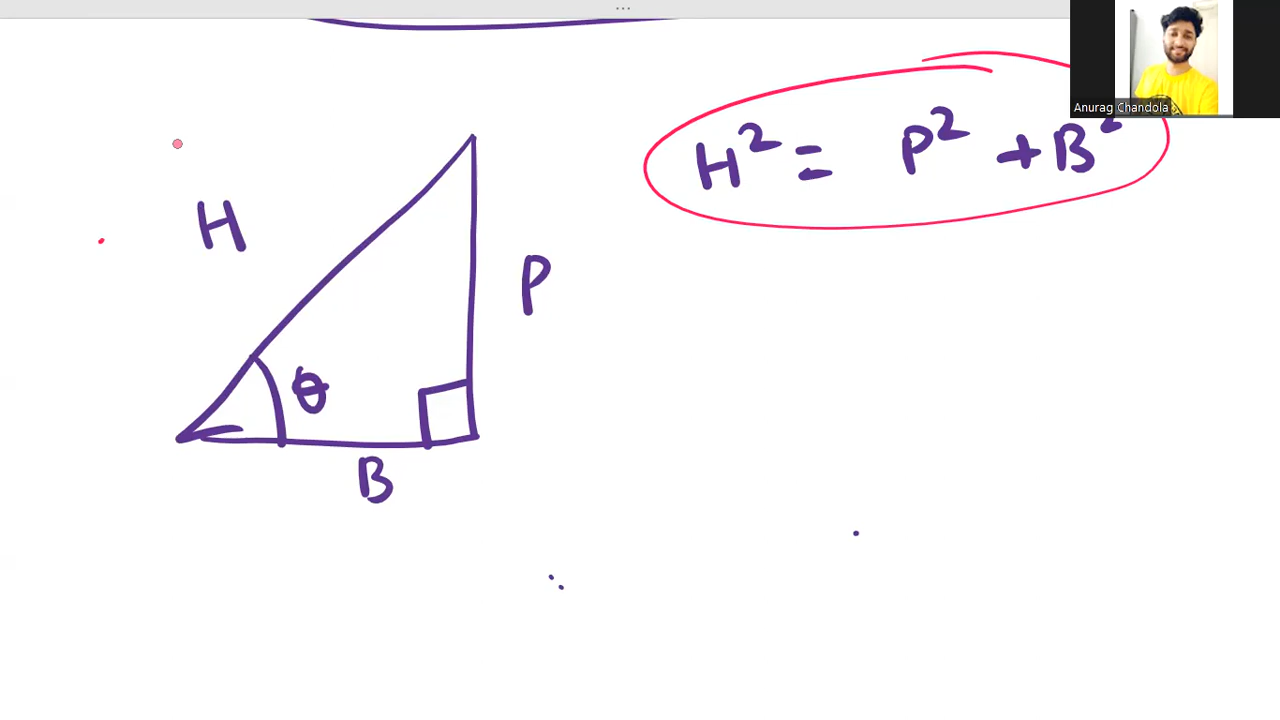 Anurag Chandola
H² = P² + B²
H
P
θ
B